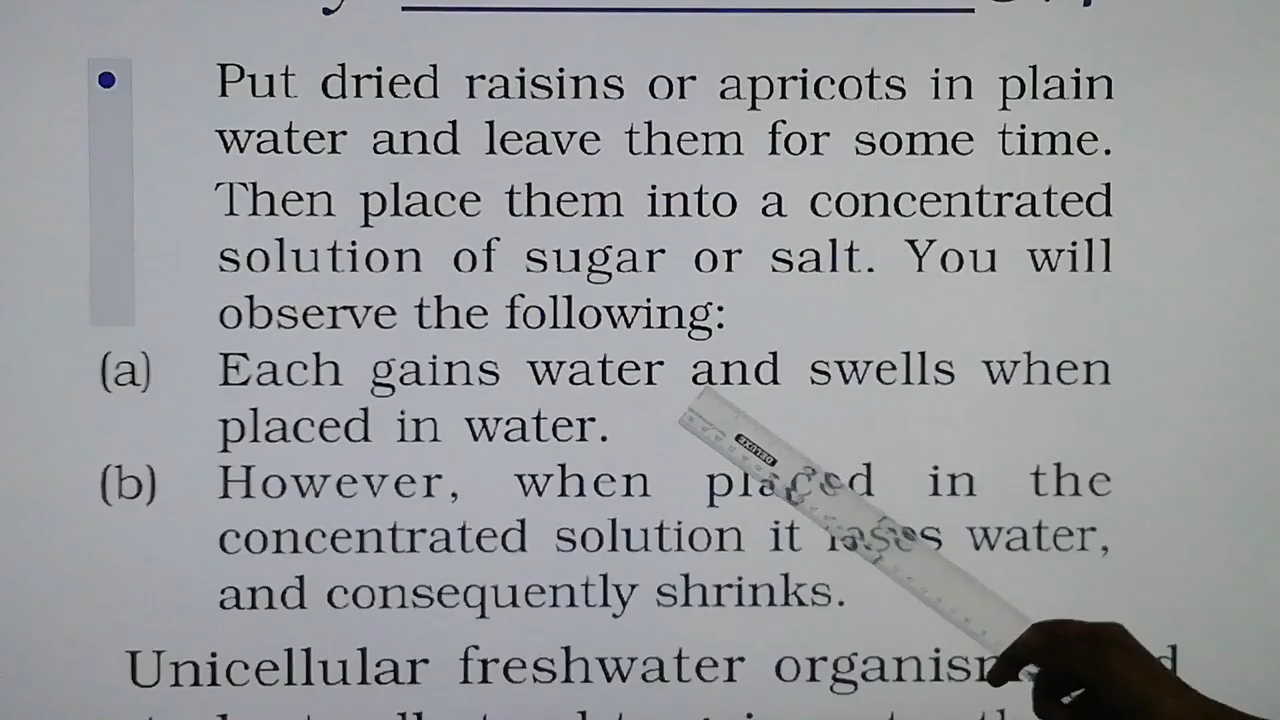 • Put dried raisins or apricots in plain
water and leave them for some time.
Then place them into a concentrated
solution of sugar or salt. You will
observe the following:
(a) Each gains water and swells when
placed in water.
DELUXE
(b) However, when placed in the
concentrated solution it loses water,
and consequently shrinks.
Unicellular freshwater